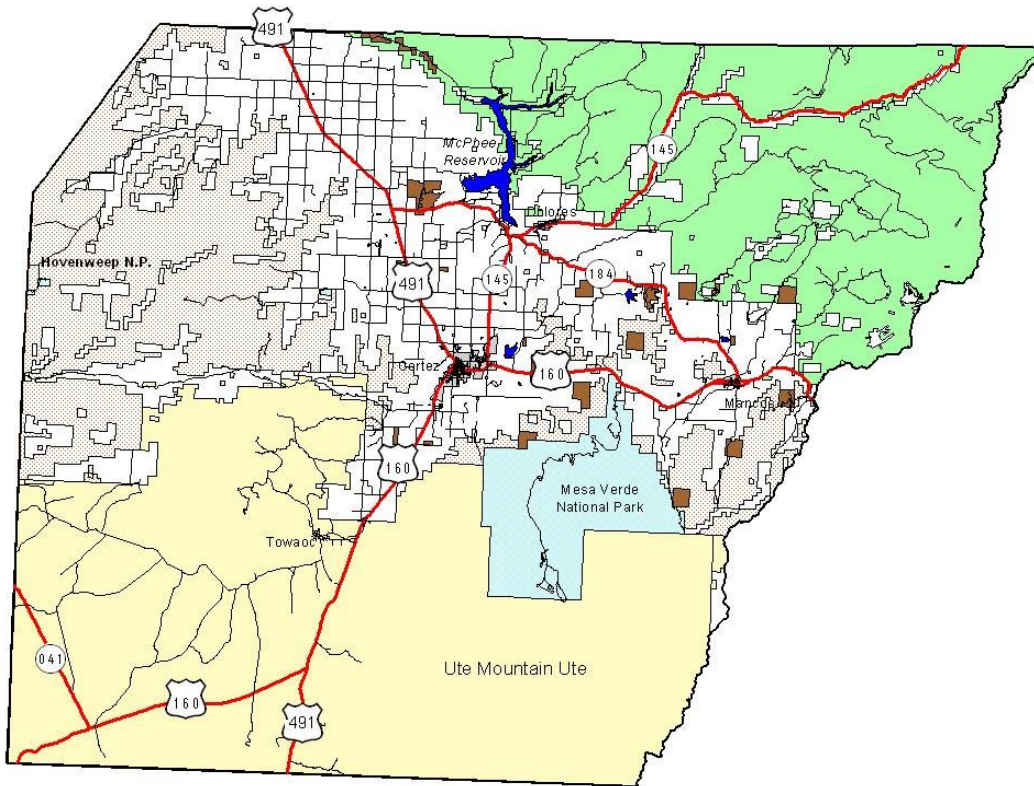 491
McPhee
Reservoir
145
Dolores
Hovenweep N.P.
491
145
184
Cortez
160
Mancos
160
Mesa Verde
National Park
Towaoc
041
Ute Mountain Ute
160
491